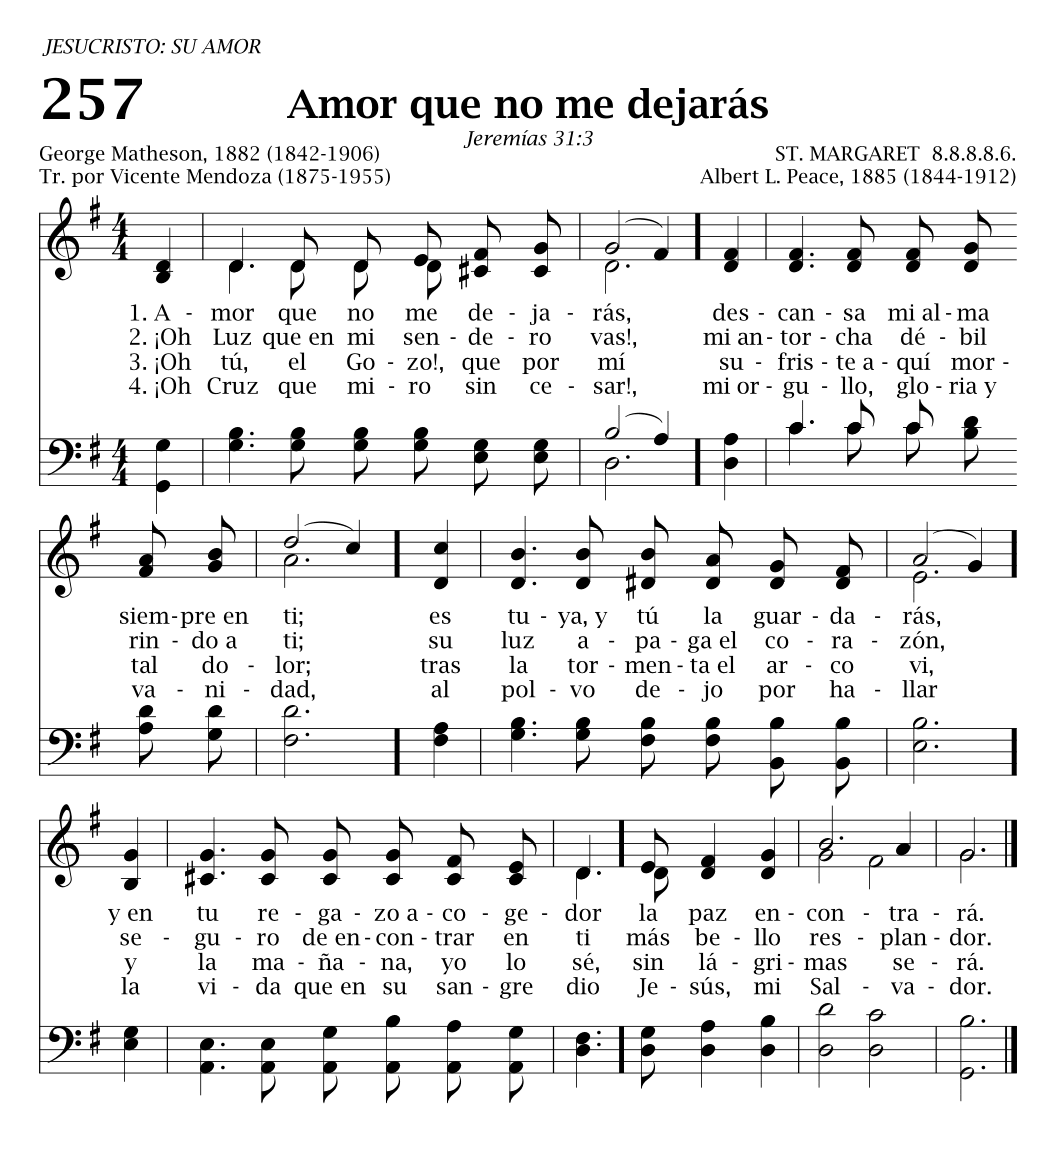 JESUCRISTO: SU AMOR
257
Amor que no me dejarás
Jeremías 31:3
George Matheson, 1882 (1842-1906)
ST. MARGARET 8.8.8.8.6.
Tr. por Vicente Mendoza (1875-1955)
Albert L. Peace, 1885 (1844-1912)
4
4
1. A - mor que no me de - ja - rás, des - can - sa mi al - ma
2. ¡Oh Luz que en mi sen - de - ro vas!, mi an - tor - cha dé - bil
3. ¡Oh tú, el Go - zo!, que por mí su - fris - te a - quí mor -
4. ¡Oh Cruz que mi - ro sin ce - sar!, mi or - gu - llo, glo - ria y
4
4
siem - pre en ti; es tu - ya, y tú la guar - da - rás,
rin - do a ti; su luz a - pa - ga el co - ra - zón,
tal do - lor; tras la tor - men - ta el ar - co vi,
va - ni - dad, al pol - vo de - jo por ha - llar
y en tu re - ga - zo a - co - ge - dor la paz en - con - tra - rá.
se - gu - ro de en - con - trar en ti más be - llo res - plan - dor.
y la ma - ña - na, yo lo sé, sin lá - gri - mas se - rá.
la vi - da que en su san - gre dio Je - sús, mi Sal - va - dor.